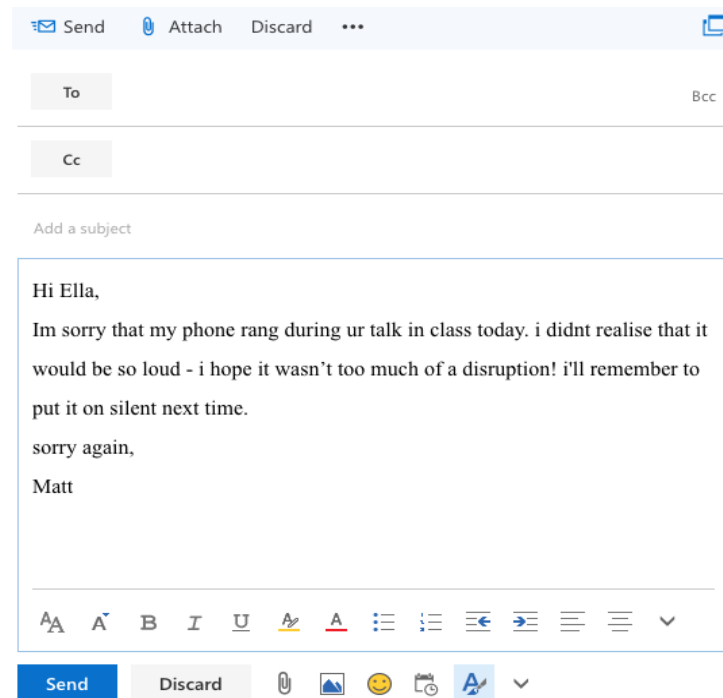 Send Attach Discard •••
To
Bcc
Cc
Add a subject
Hi Ella,
Im sorry that my phone rang during ur talk in class today. i didnt realise that it
would be so loud - i hope it wasn’t too much of a disruption! i'll remember to
put it on silent next time.
sorry again,
Matt
AA A B I U A A
Send Discard A